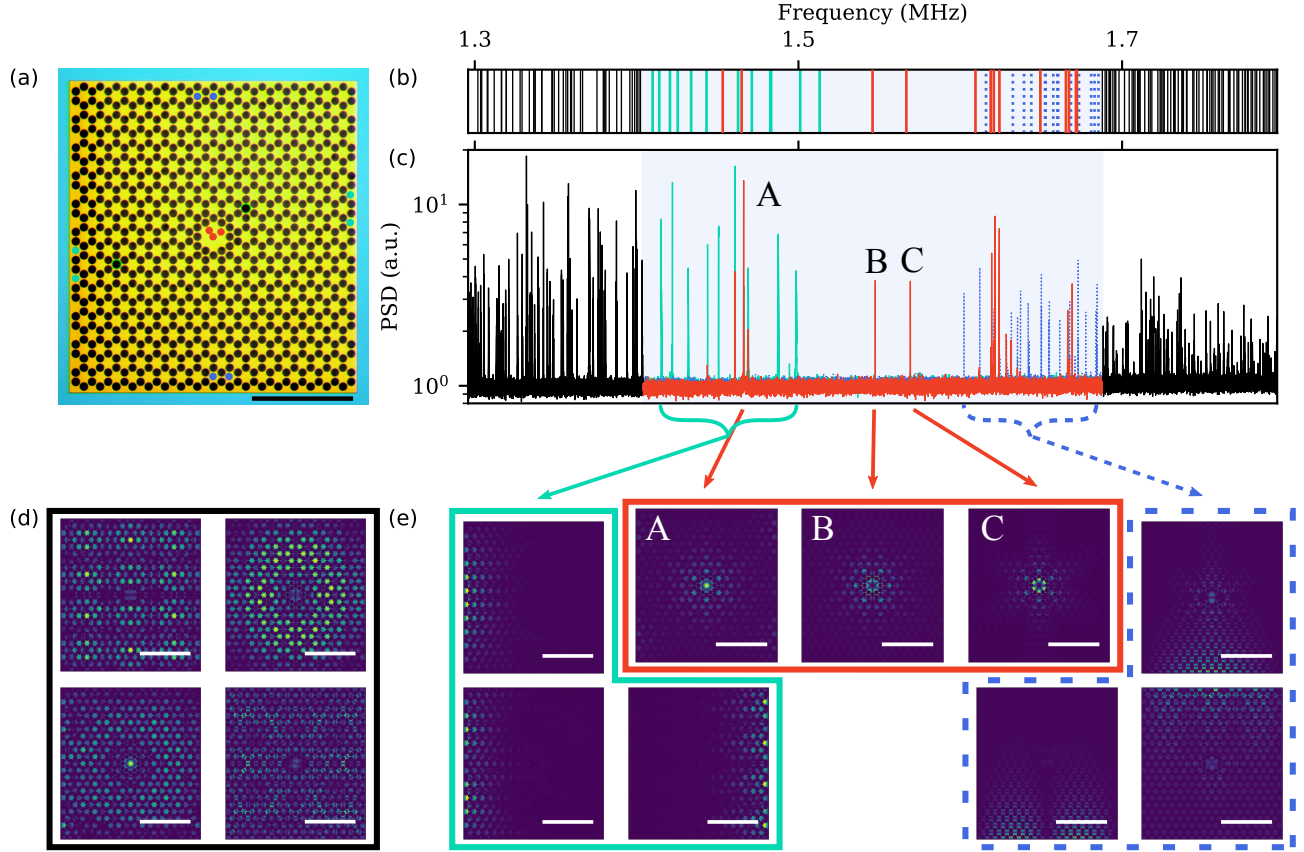 Frequency (MHz)
1.3 1.5 1.7
(a)
(b)
(c)
PSD (a.u.)
10¹
10⁰
A
B C
(d)
(e)
A B C